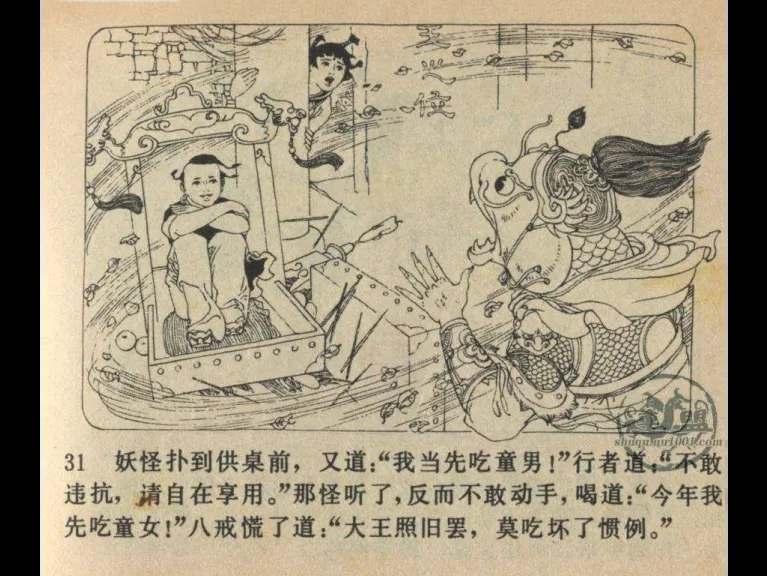 31 妖怪扑到供桌前，又道：“我当先吃童男！”行者道：“不敢
违抗，请自在享用。”那怪听了，反而不敢动手，喝道：“今年我
先吃童女！”八戒慌了道：“大王照旧罢，莫吃坏了惯例。”
shuqumi1001.com